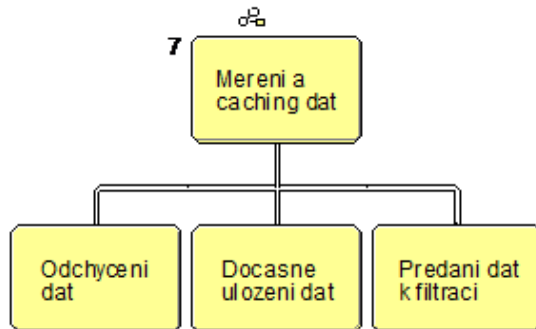 7
Mereni a
caching dat
Odchyceni
dat
Docasne
ulozeni dat
Predani dat
k filtraci